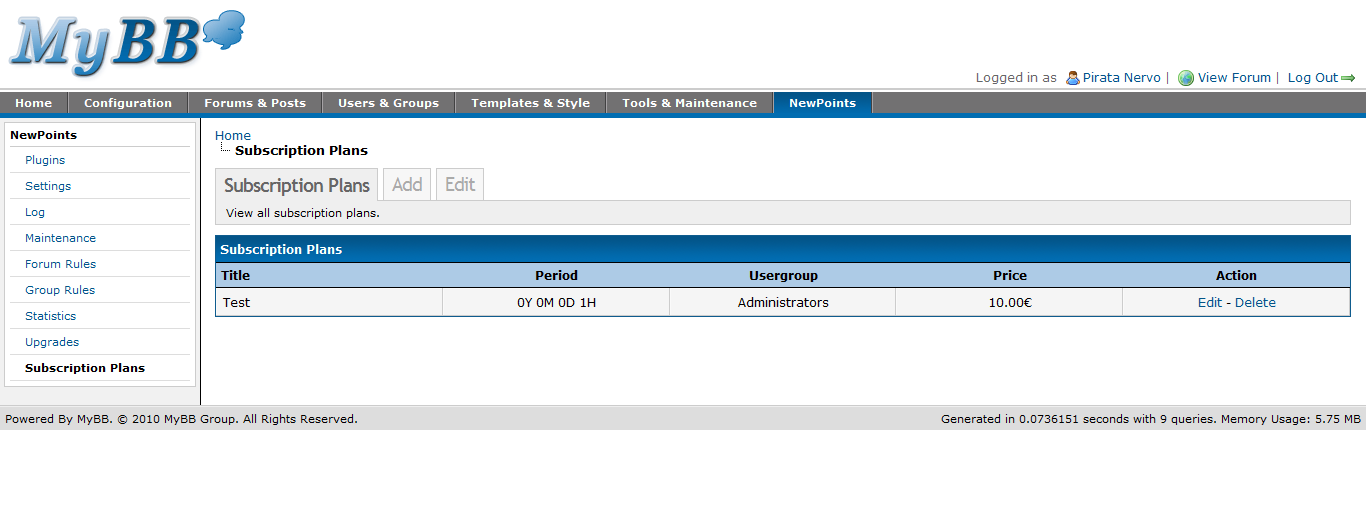 MyBB
Logged in as Pirata Nervo | View Forum | Log Out
Home Configuration Forums & Posts Users & Groups Templates & Style Tools & Maintenance NewPoints
NewPoints
Plugins
Settings
Log
Maintenance
Forum Rules
Group Rules
Statistics
Upgrades
Subscription Plans
Home
Subscription Plans
Subscription Plans Add Edit
View all subscription plans.
Subscription Plans
Title Period Usergroup Price Action
Test 0Y 0M 0D 1H Administrators 10.00€ Edit - Delete
Powered By MyBB. © 2010 MyBB Group. All Rights Reserved. Generated in 0.0736151 seconds with 9 queries. Memory Usage: 5.75 MB